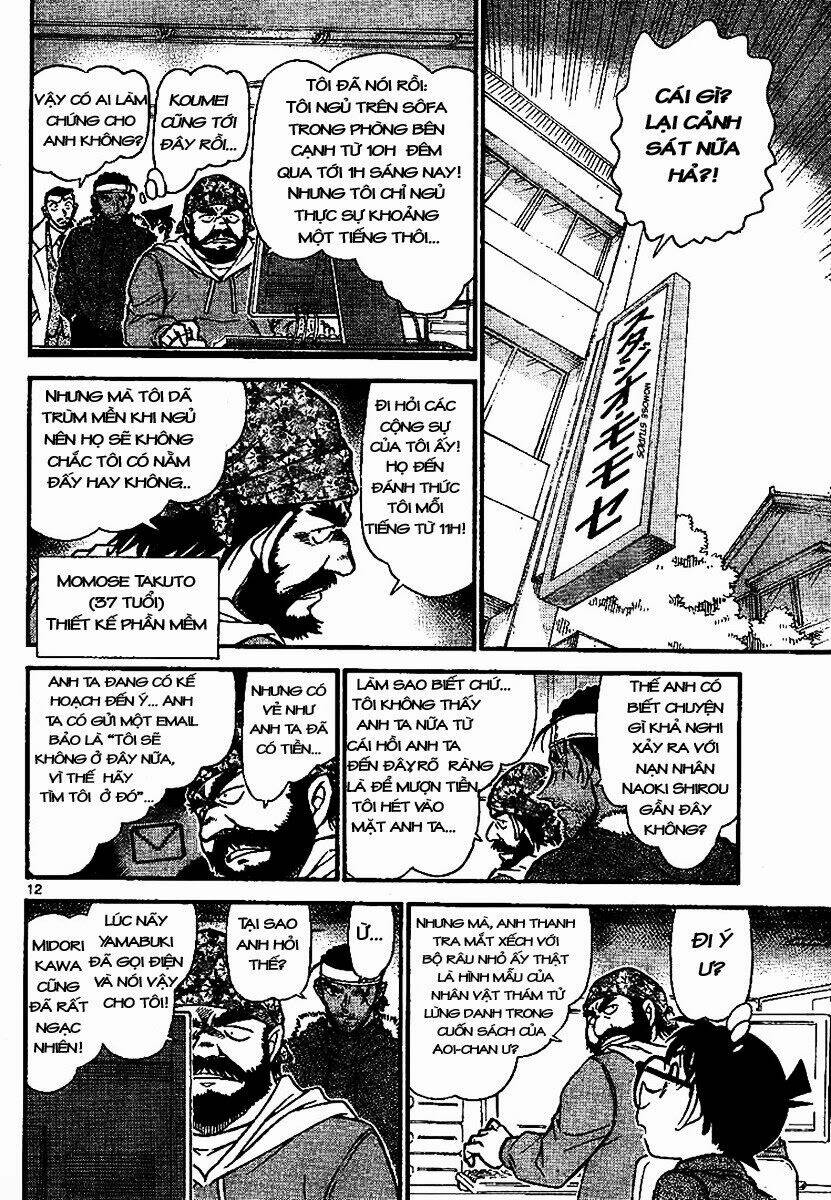 CÁI GÌ?
LẠI CẢNH
SÁT NỮA
HẢ?!
スタジオ・モモセ
MOMOSE STUDIOS
TÔI ĐÃ NÓI RỒI:
TÔI NGỦ TRÊN SÔFA
TRONG PHÒNG BÊN
CẠNH TỪ 10H ĐÊM
QUA TỚI 1H SÁNG NAY!
NHƯNG TÔI CHỈ NGỦ
THỰC SỰ KHOẢNG
MỘT TIẾNG THÔI...
KOUMEI
CŨNG TỚI
ĐÂY RỒI...
VẬY CÓ AI LÀM
CHỨNG CHO
ANH KHÔNG?
ĐI HỎI CÁC
CỘNG SỰ
CỦA TÔI ẤY!
HỌ ĐẾN
ĐÁNH THỨC
TÔI MỖI
TIẾNG TỪ 11H!
NHƯNG MÀ TÔI DÃ
TRÙM MỀN KHI NGỦ
NÊN HỌ SẼ KHÔNG
CHẮC TÔI CÓ NẰM
ĐẤY HAY KHÔNG..
MOMOSE TAKUTO
(37 TUỔI)
THIẾT KẾ PHẦN MỀM
THẾ ANH CÓ
BIẾT CHUYỆN
GÌ KHẢ NGHI
XẢY RA VỚI
NẠN NHÂN
NAOKI SHIROU
GẦN ĐÂY
KHÔNG?
LÀM SAO BIẾT CHỨ...
TÔI KHÔNG THẤY
ANH TA NỮA TỪ
CÁI HỒI ANH TA
ĐẾN ĐÂY,RÕ RÀNG
LÀ ĐỂ MƯỢN TIỀN.
TÔI HÉT VÀO
MẶT ANH TA...
NHƯNG CÓ
VẺ NHƯ
ANH TA ĐÃ
CÓ TIỀN...
ANH TA ĐANG CÓ KẾ
HOẠCH ĐẾN Ý... ANH
TA CÓ GỬI MỘT EMAIL
BẢO LÀ "TÔI SẼ
KHÔNG Ở ĐÂY NỮA,
VÌ THẾ HÃY
TÌM TÔI Ở ĐÓ"...
12
ĐI Ý
Ư?
NHƯNG MÀ, ANH THANH
TRA MẮT XẾCH VỚI
BỘ RÂU NHỎ ẤY THẬT
LÀ HÌNH MẪU CỦA
NHÂN VẬT THÁM TỬ
LỪNG DANH TRONG
CUỐN SÁCH CỦA
AOI-CHAN Ư?
Ừ...
TẠI SAO
ANH HỎI
THẾ?
LÚC NÃY
YAMABUKI
ĐÃ GỌI ĐIỆN
VÀ NÓI VẬY
CHO TÔI!
MIDORI
KAWA
CŨNG
ĐÃ RẤT
NGẠC
NHIÊN!